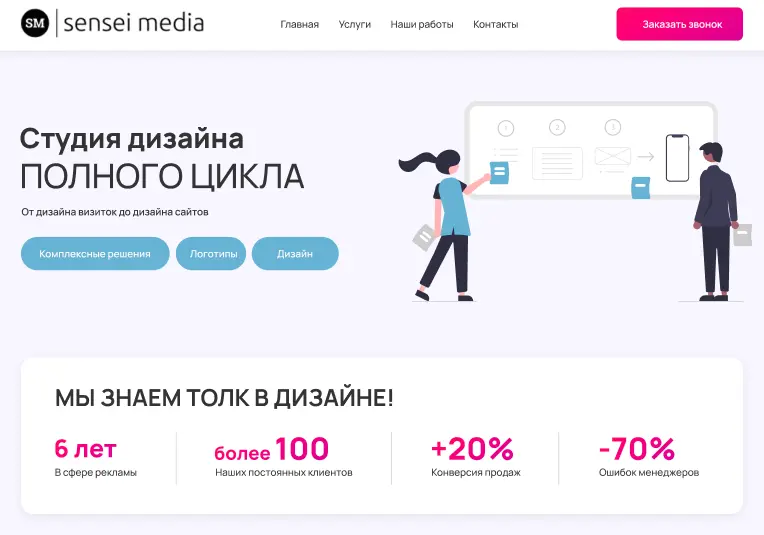 SM sensei media
Главная Услуги Наши работы Контакты
Заказать звонок
Студия дизайна
ПОЛНОГО ЦИКЛА
От дизайна визиток до дизайна сайтов
Комплексные решения Логотипы Дизайн
1 2 3
МЫ ЗНАЕМ ТОЛК В ДИЗАЙНЕ!
6 лет более 100 +20% -70%
В сфере рекламы Наших постоянных клиентов Конверсия продаж Ошибок менеджеров